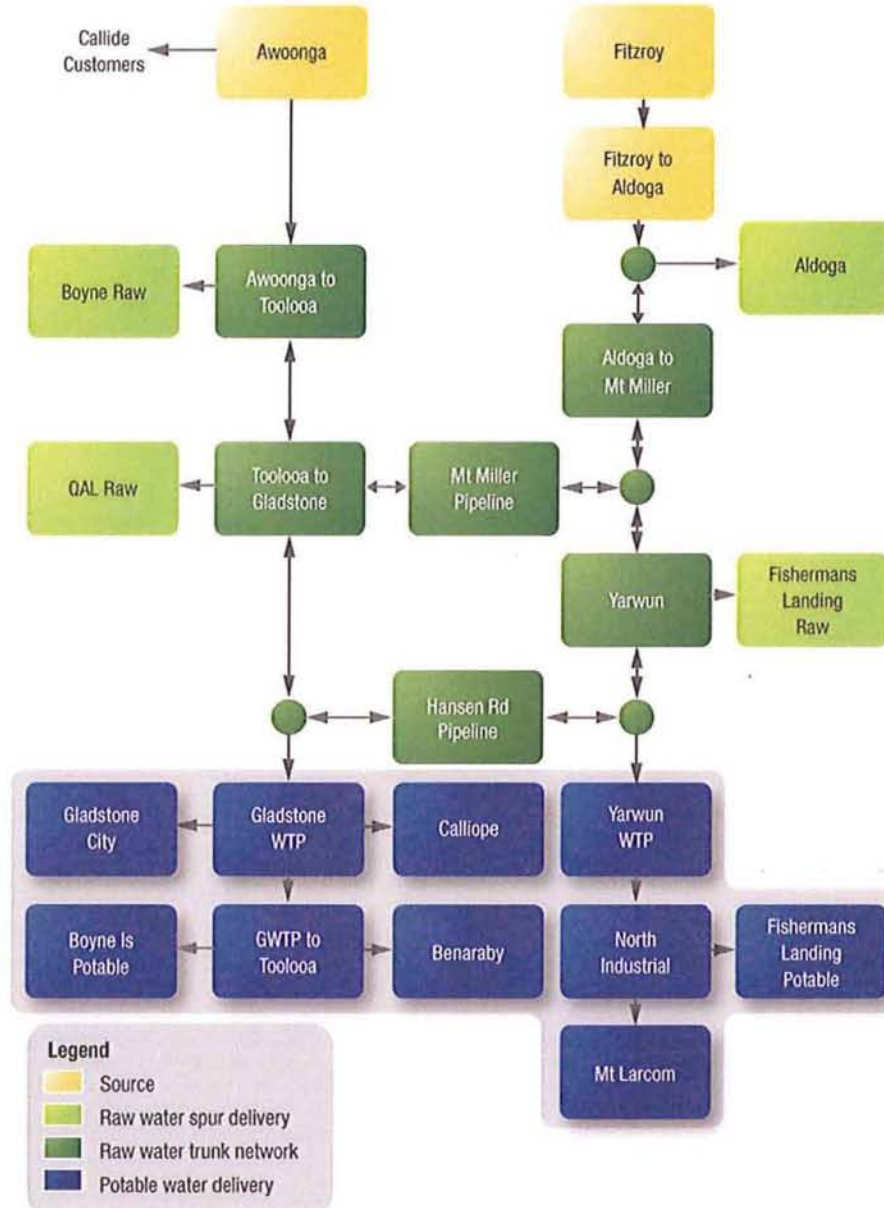 Callide
Customers
Awoonga
Fitzroy
Fitzroy to
Aldoga
Boyne Raw
Awoonga to
Toolooa
Aldoga
Aldoga to
Mt Miller
QAL Raw
Toolooa to
Gladstone
Mt Miller
Pipeline
Yarwun
Fishermans
Landing
Raw
Hansen Rd
Pipeline
Gladstone
City
Gladstone
WTP
Calliope
Yarwun
WTP
Boyne Is
Potable
GWTP to
Toolooa
Benaraby
North
Industrial
Fishermans
Landing
Potable
Mt Larcom
Legend
Source
Raw water spur delivery
Raw water trunk network
Potable water delivery